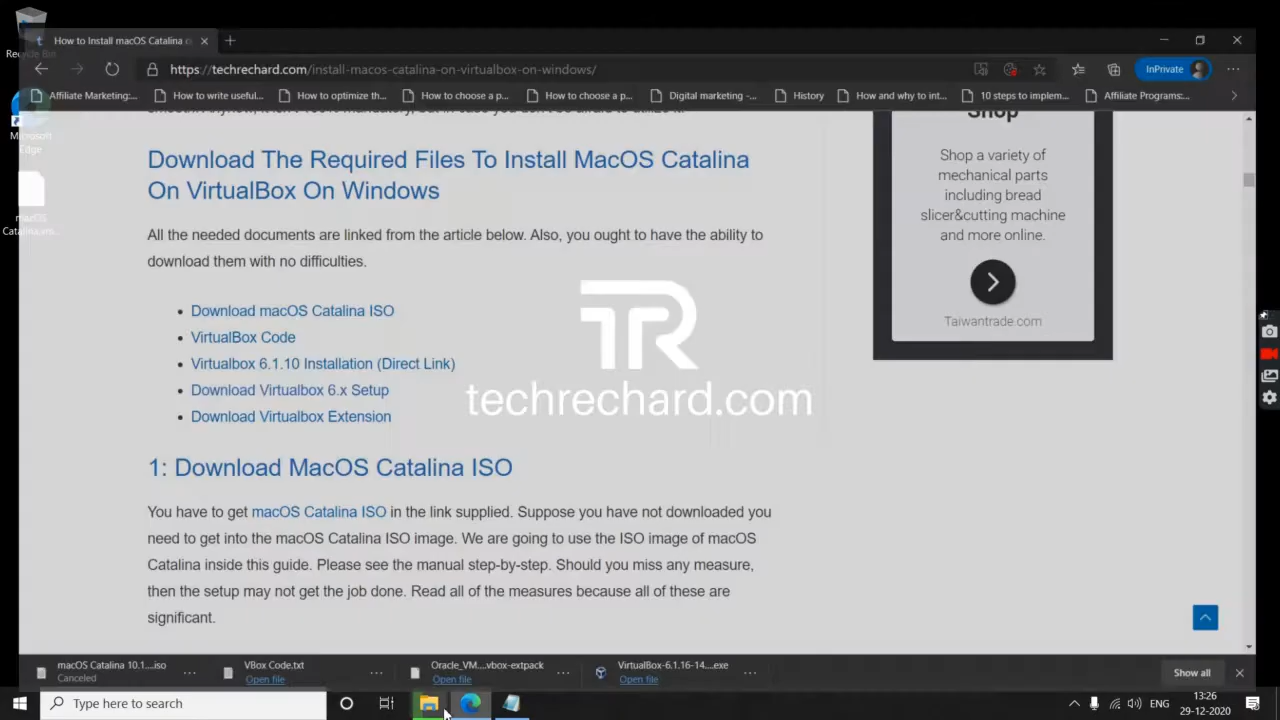 Recycle Bin
t How to Install macOS Catalina o
https://techrechard.com/install-macos-catalina-on-virtualbox-on-windows/
InPrivate
Affiliate Marketing:...
How to write useful...
How to optimize th...
How to choose a p...
How to choose a p...
Digital marketing -...
History
How and why to int...
10 steps to implem...
Affiliate Programs:...
Microsoft
Edge
macOS
Catalina.vm...
Shop
Shop a variety of
mechanical parts
including bread
slicer&cutting machine
and more online.
Taiwantrade.com
Download The Required Files To Install MacOS Catalina
On VirtualBox On Windows
All the needed documents are linked from the article below. Also, you ought to have the ability to
download them with no difficulties.
• Download macOS Catalina ISO
• VirtualBox Code
• Virtualbox 6.1.10 Installation (Direct Link)
• Download Virtualbox 6.x Setup
• Download Virtualbox Extension
TR
techrechard.com
1: Download MacOS Catalina ISO
You have to get macOS Catalina ISO in the link supplied. Suppose you have not downloaded you
need to get into the macOS Catalina ISO image. We are going to use the ISO image of macOS
Catalina inside this guide. Please see the manual step-by-step. Should you miss any measure,
then the setup may not get the job done. Read all of the measures because all of these are
significant.
macOS Catalina 10.1....iso
Canceled
VBox Code.txt
Open file
Oracle_VM....vbox-extpack
Open file
VirtualBox-6.1.16-14....exe
Open file
Show all
Type here to search
ENG
13:26
29-12-2020